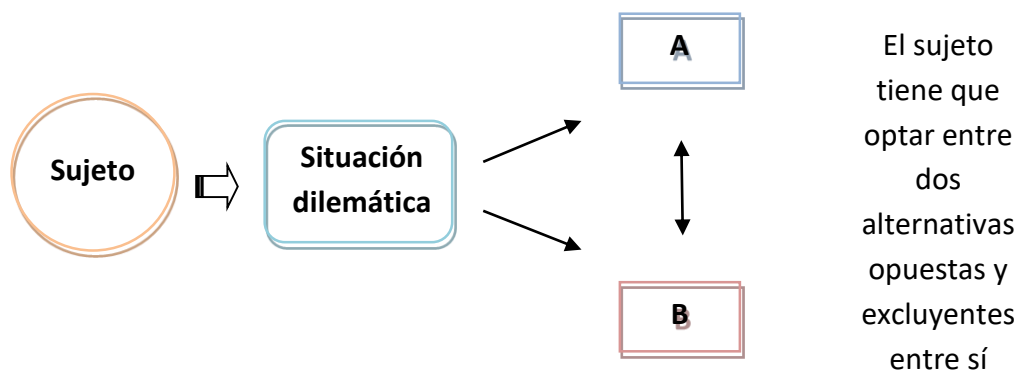 Sujeto
Situación
dilemática
A
B
El sujeto
tiene que
optar entre
dos
alternativas
opuestas y
excluyentes
entre sí